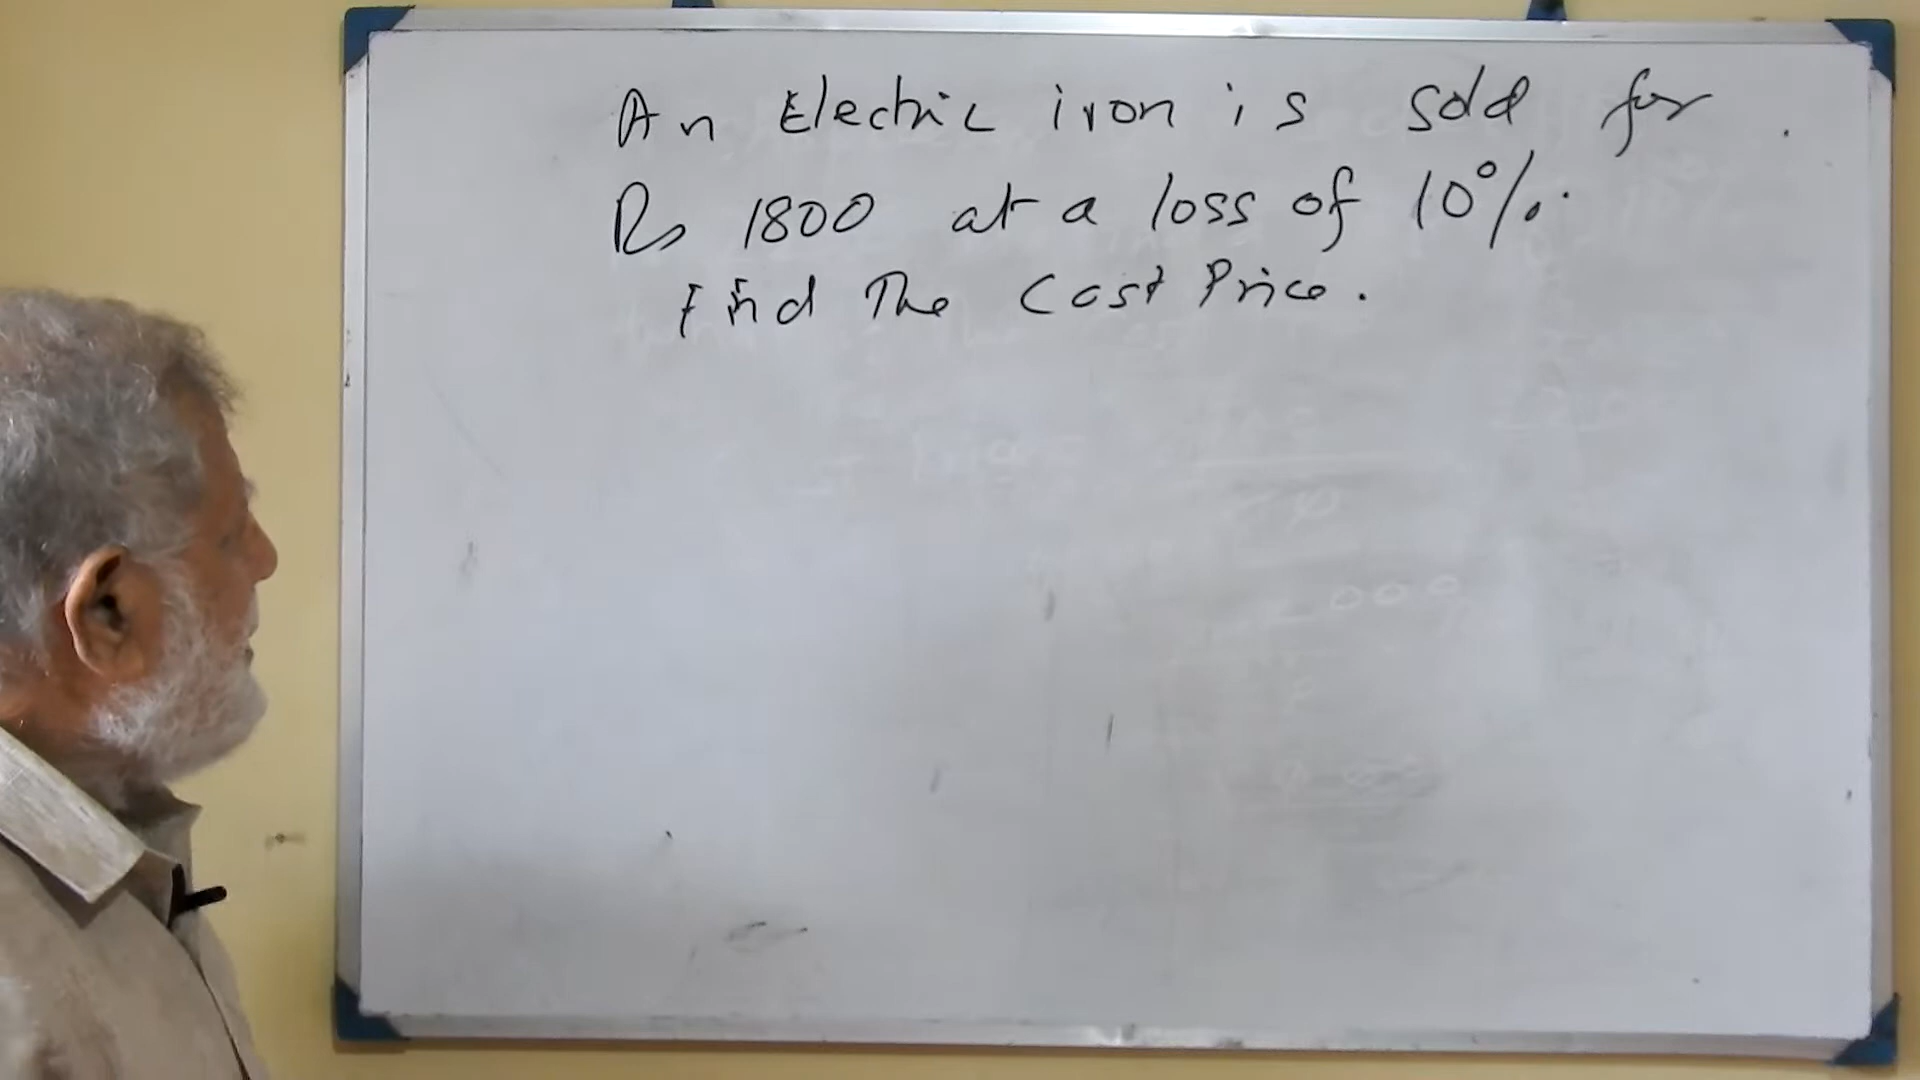 An Electric iron is sold for
Rs 1800 at a loss of 10%.
Find The Cost Price.